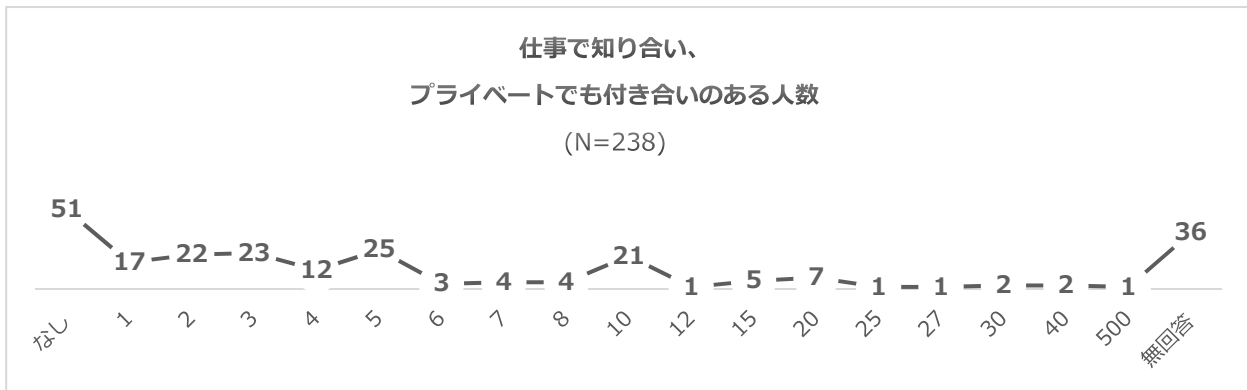 仕事で知り合い、
プライベートでも付き合いのある人数
(N=238)
51 17 22 23 12 25 3 4 4 21 1 5 7 1 1 2 2 1 36
なし 1 2 3 4 5 6 7 8 10 12 15 20 25 27 30 40 500 無回答